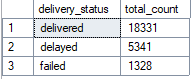 delivery_status total_count
1 delivered 18331
2 delayed 5341
3 failed 1328